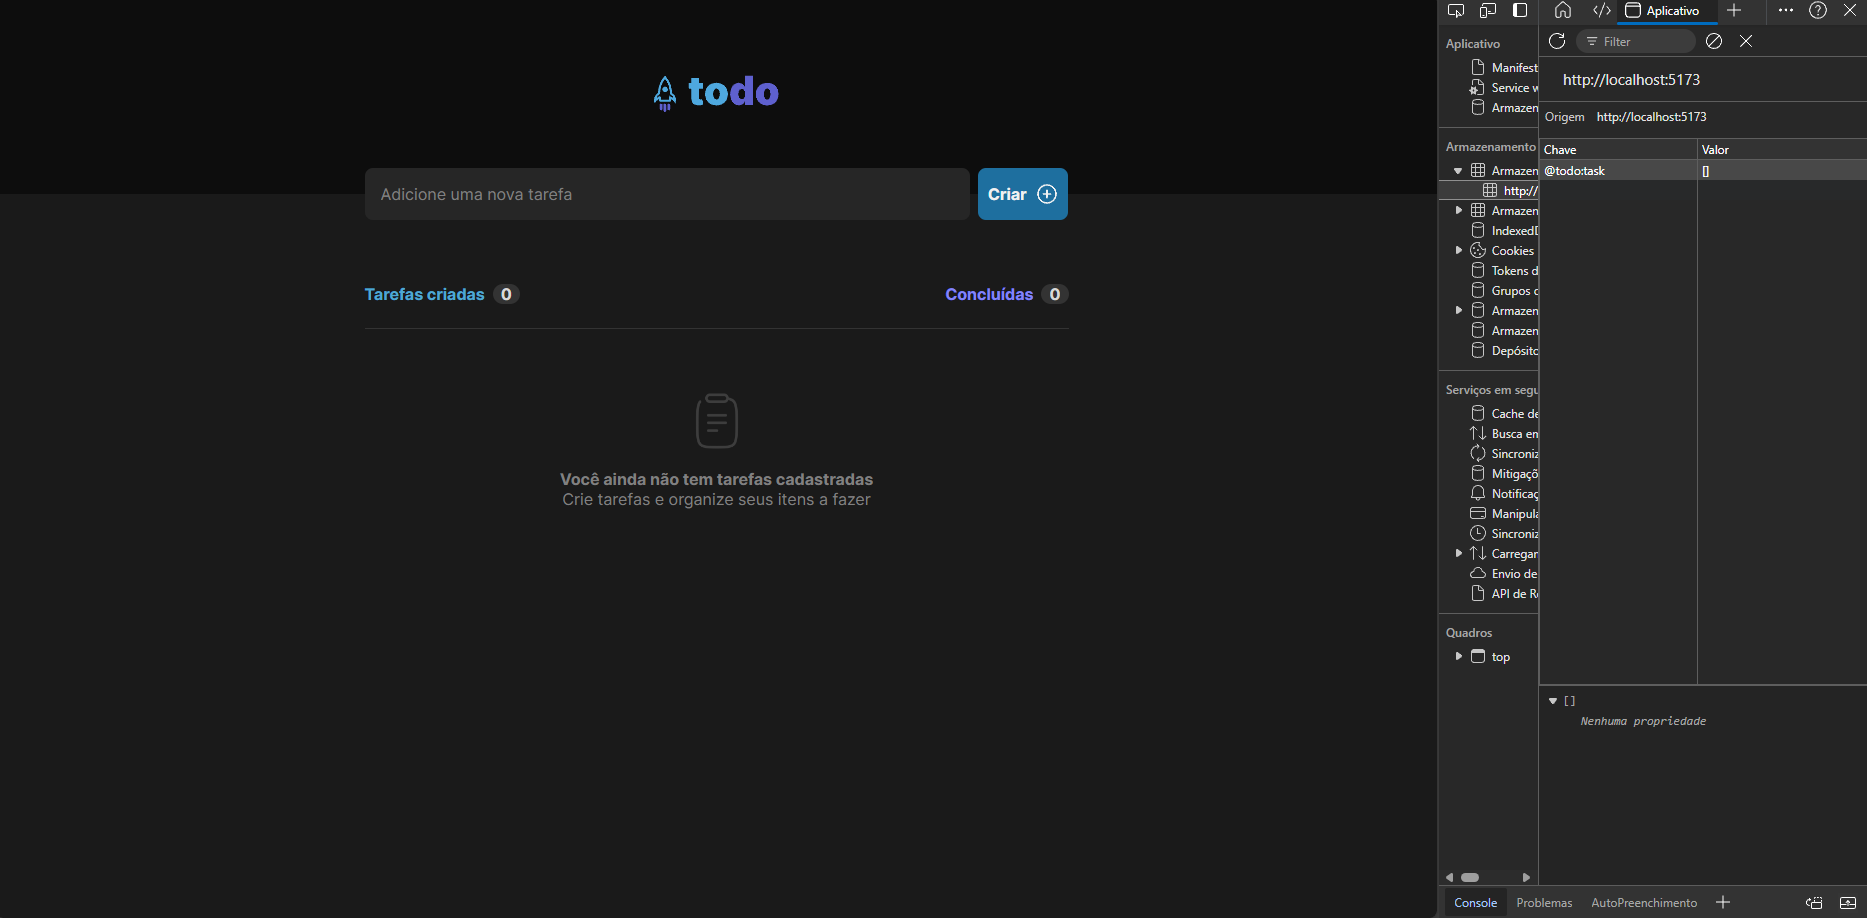 todo
Adicione uma nova tarefa
Criar
Tarefas criadas 0
Concluídas 0
Você ainda não tem tarefas cadastradas
Crie tarefas e organize seus itens a fazer
Aplicativo
Filter
Aplicativo
Manifest
Service w
Armazen
Armazenamento
Armazen
http://
Armazen
IndexedD
Cookies
Tokens d
Grupos d
Armazen
Armazen
Depósito
Serviços em segu
Cache de
Busca em
Sincroniz
Mitigaçõ
Notificaç
Manipula
Sincroniz
Carregan
Envio de
API de Re
Quadros
top
http://localhost:5173
Origem http://localhost:5173
Chave Valor
@todo:task []
[]
Nenhuma propriedade
Console Problemas AutoPreenchimento